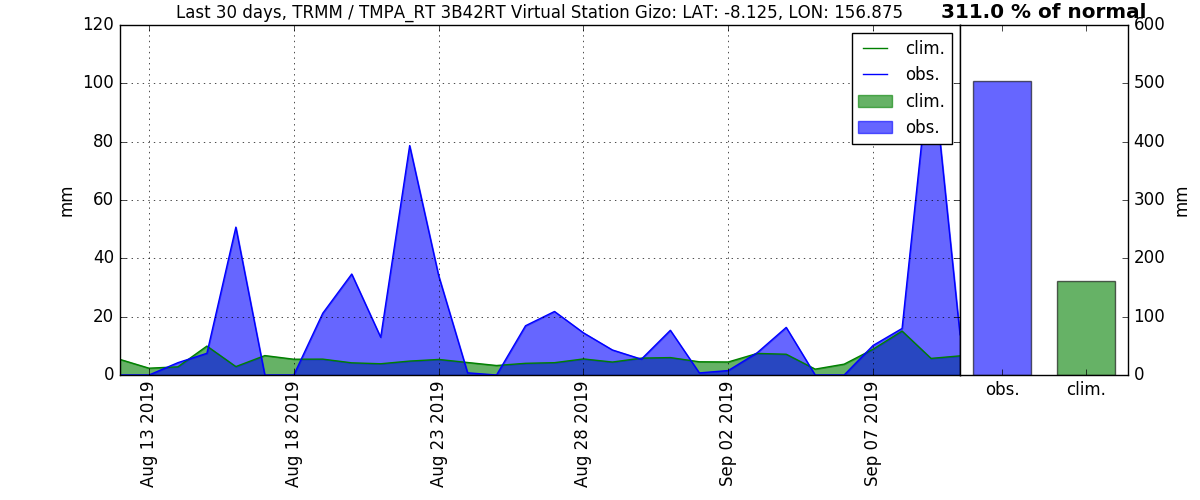 Last 30 days, TRMM / TMPA_RT 3B42RT Virtual Station Gizo: LAT: -8.125, LON: 156.875
311.0 % of normal
120
100
80
60
40
20
0
mm
clim.
obs.
clim.
obs.
600
500
400
300
200
100
0
mm
obs.
clim.
Aug 13 2019
Aug 18 2019
Aug 23 2019
Aug 28 2019
Sep 02 2019
Sep 07 2019